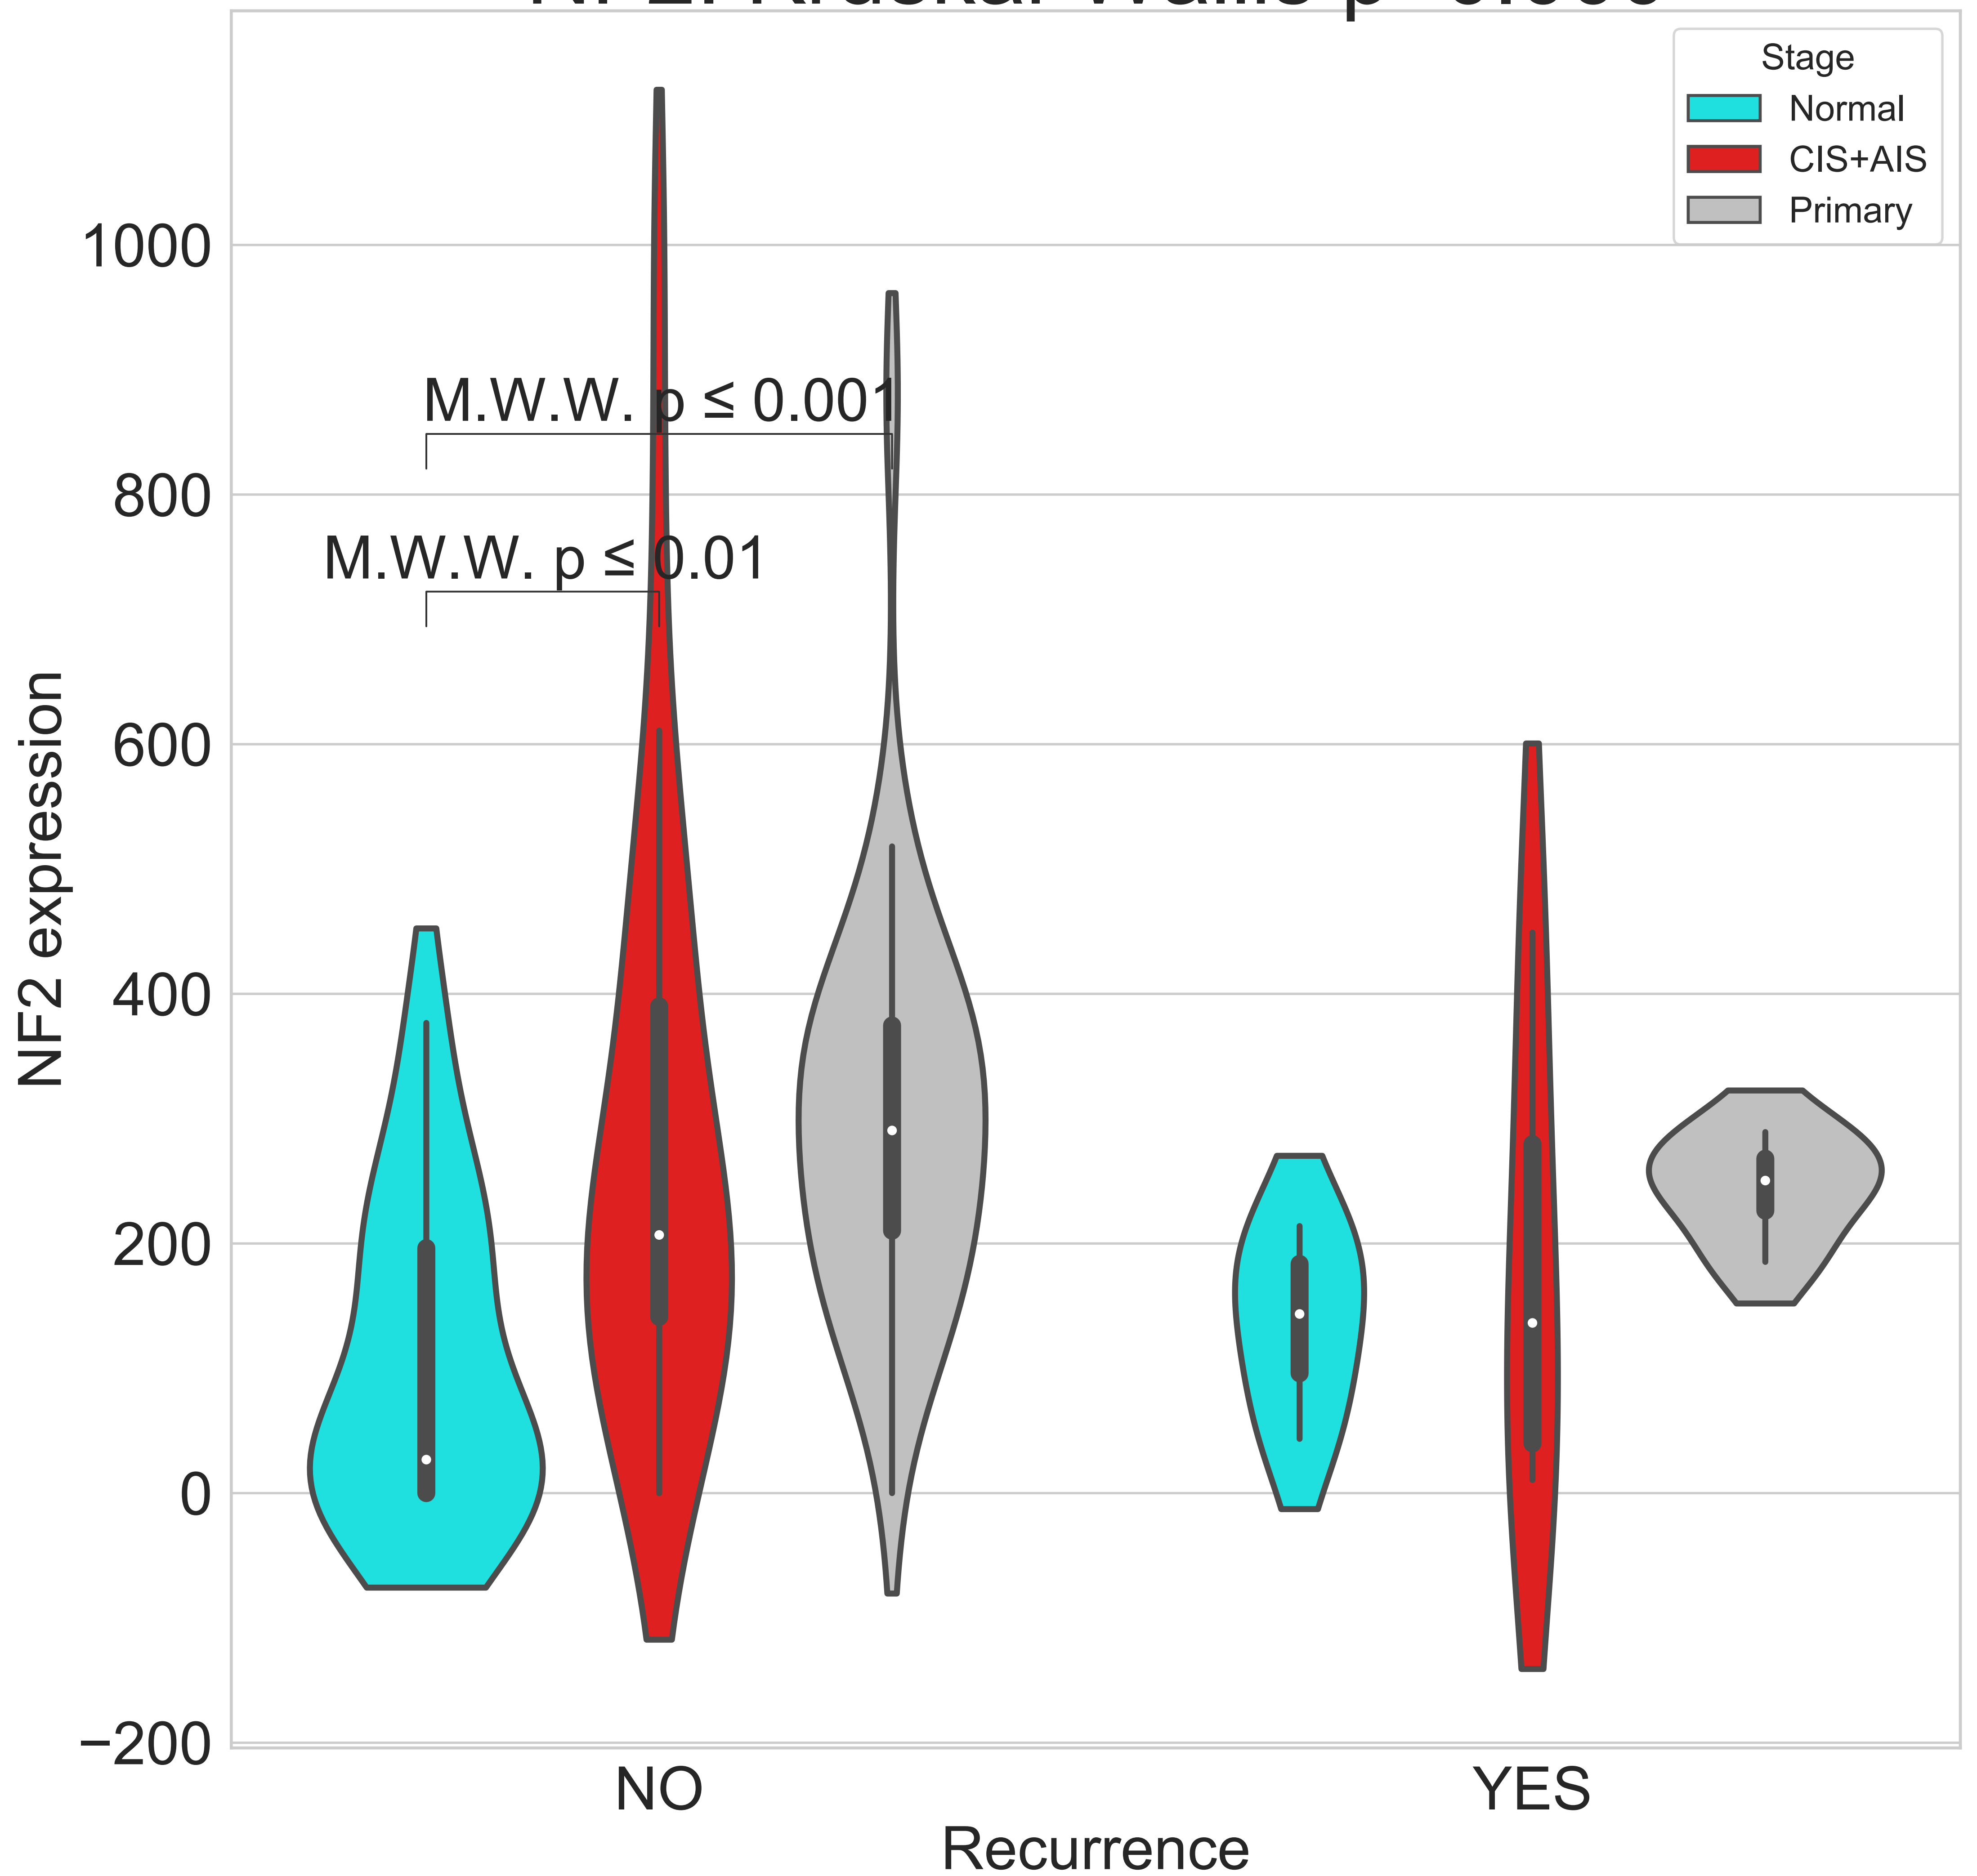 Stage
Normal
CIS+AIS
Primary
1000
800
600
400
200
0
−200
M.W.W. p ≤ 0.001
M.W.W. p ≤ 0.01
NF2 expression
NO
YES
Recurrence